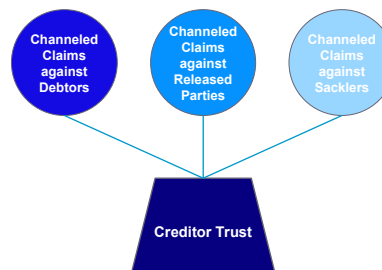 Channeled
Claims
against
Debtors
Channeled
Claims
against
Released
Parties
Channeled
Claims
against
Sacklers
Creditor Trust